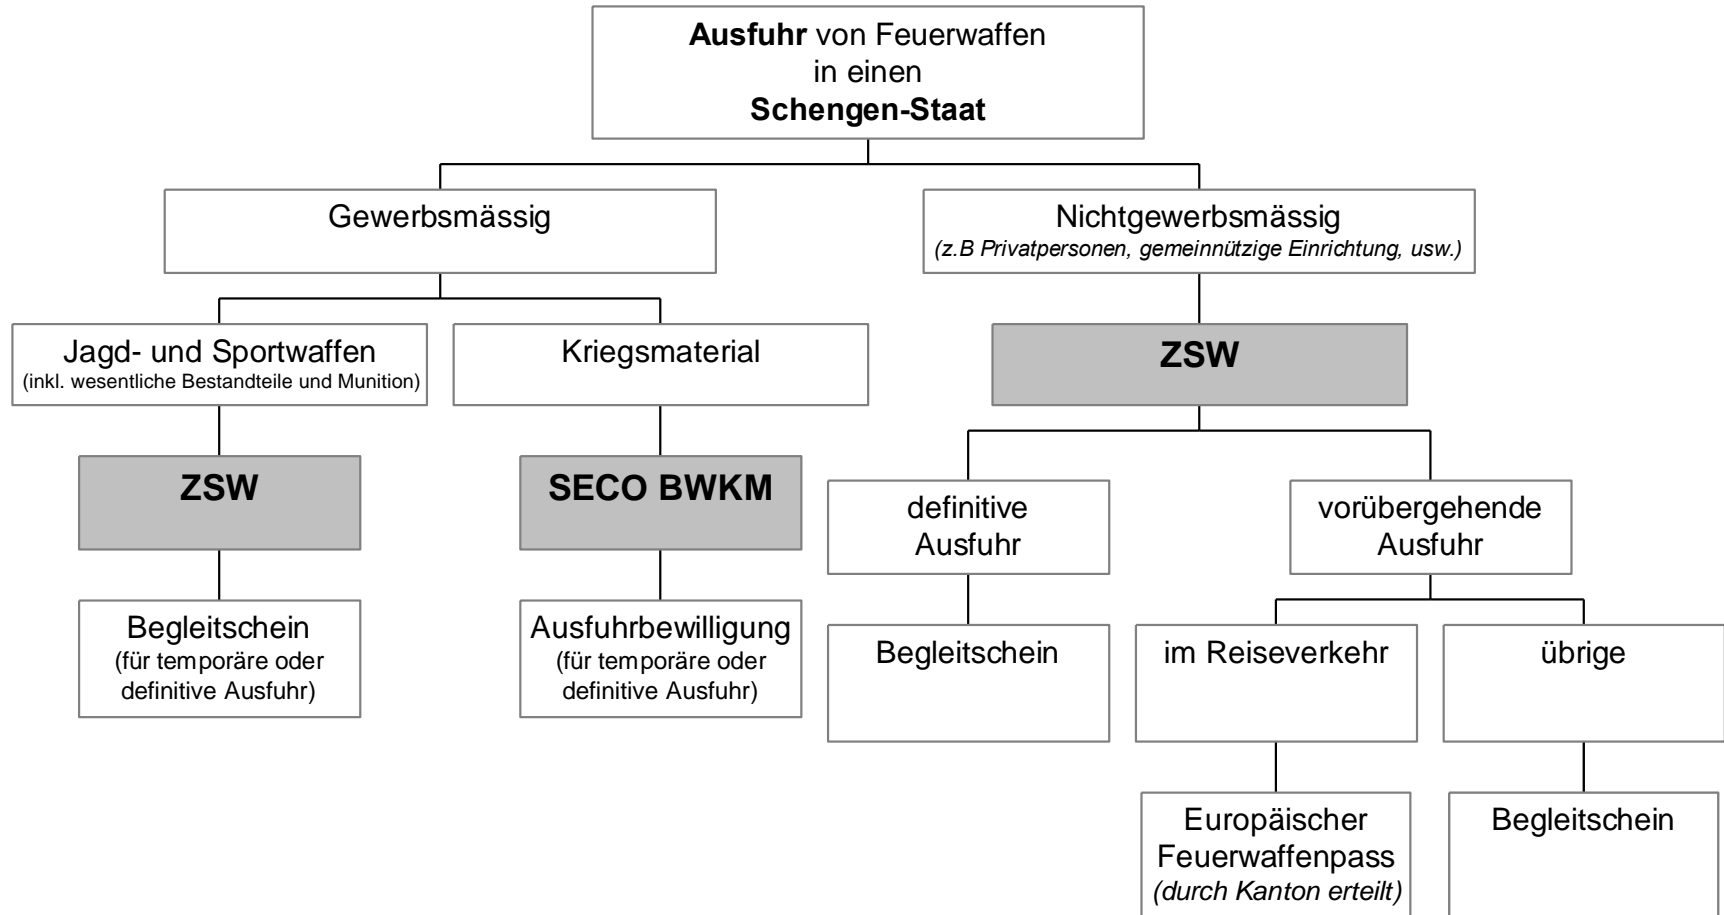 Ausfuhr von Feuerwaffen
in einen
Schengen-Staat
Gewerbsmässig
Nichtgewerbsmässig
(z.B Privatpersonen, gemeinnützige Einrichtung, usw.)
Jagd- und Sportwaffen
(inkl. wesentliche Bestandteile und Munition)
Kriegsmaterial
ZSW
ZSW
SECO BWKM
definitive
Ausfuhr
vorübergehende
Ausfuhr
Begleitschein
(für temporäre oder
definitive Ausfuhr)
Ausfuhrbewilligung
(für temporäre oder
definitive Ausfuhr)
Begleitschein
im Reiseverkehr
übrige
Europäischer
Feuerwaffenpass
(durch Kanton erteilt)
Begleitschein